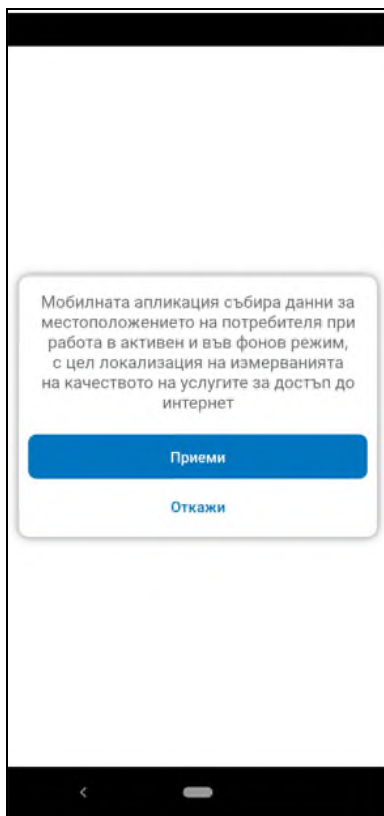 Мобилната апликация събира данни за
местоположението на потребителя при
работа в активен и във фонов режим,
с цел локализация на измерванията
на качеството на услугите за достъп до
интернет
Приеми
Откажи